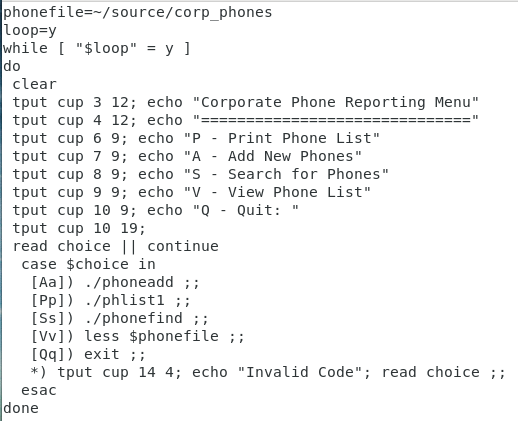 phonefile=~/source/corp_phones
loop=y
while [ "$loop" = y ]
do
 clear
 tput cup 3 12; echo "Corporate Phone Reporting Menu"
 tput cup 4 12; echo "=============================="
 tput cup 6 9; echo "P - Print Phone List"
 tput cup 7 9; echo "A - Add New Phones"
 tput cup 8 9; echo "S - Search for Phones"
 tput cup 9 9; echo "V - View Phone List"
 tput cup 10 9; echo "Q - Quit: "
 tput cup 10 19;
 read choice || continue
  case $choice in
   [Aa]) ./phoneadd ;;
   [Pp]) ./phlist1 ;;
   [Ss]) ./phonefind ;;
   [Vv]) less $phonefile ;;
   [Qq]) exit ;;
   *) tput cup 14 4; echo "Invalid Code"; read choice ;;
  esac
done